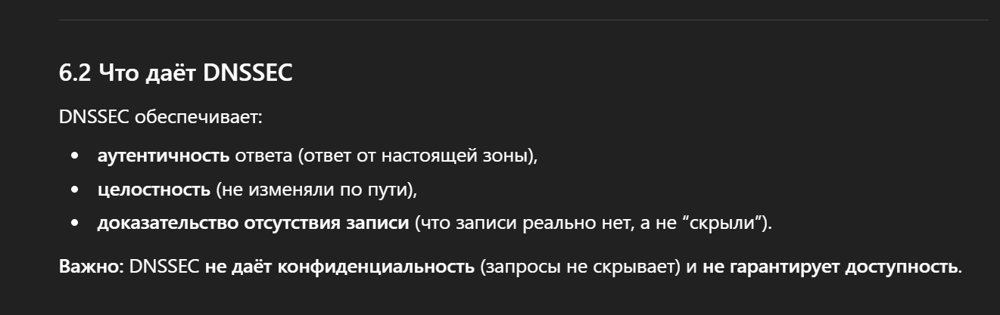 6.2 Что даёт DNSSEC
DNSSEC обеспечивает:
• аутентичность ответа (ответ от настоящей зоны),
• целостность (не изменяли по пути),
• доказательство отсутствия записи (что записи реально нет, а не “скрыли”).
Важно: DNSSEC не даёт конфиденциальность (запросы не скрывает) и не гарантирует доступность.